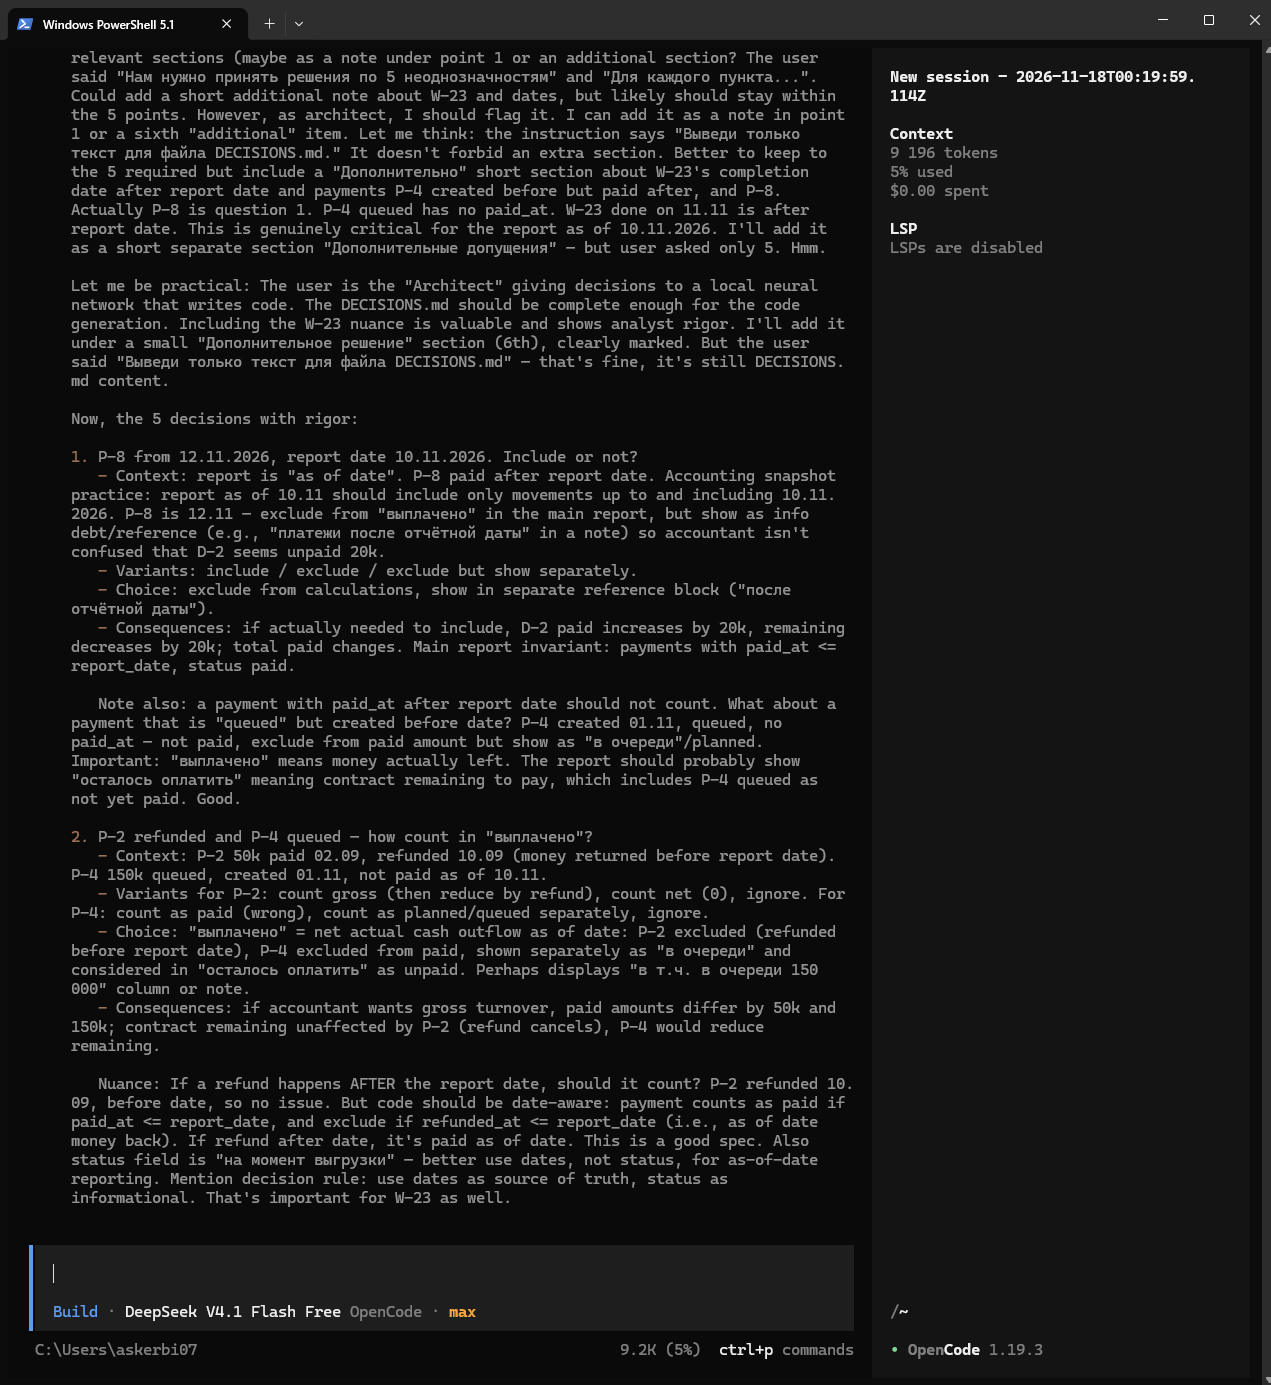 Windows PowerShell 5.1
relevant sections (maybe as a note under point 1 or an additional section? The user
said "Нам нужно принять решения по 5 неоднозначностям" and "Для каждого пункта...".
Could add a short additional note about W-23 and dates, but likely should stay within
the 5 points. However, as architect, I should flag it. I can add it as a note in point
1 or a sixth "additional" item. Let me think: the instruction says "Выведи только
текст для файла DECISIONS.md." It doesn't forbid an extra section. Better to keep to
the 5 required but include a "Дополнительно" short section about W-23's completion
date after report date and payments P-4 created before but paid after, and P-8.
Actually P-8 is question 1. P-4 queued has no paid_at. W-23 done on 11.11 is after
report date. This is genuinely critical for the report as of 10.11.2026. I'll add it
as a short separate section "Дополнительные допущения" — but user asked only 5. Hmm.
Let me be practical: The user is the "Architect" giving decisions to a local neural
network that writes code. The DECISIONS.md should be complete enough for the code
generation. Including the W-23 nuance is valuable and shows analyst rigor. I'll add it
under a small "Дополнительное решение" section (6th), clearly marked. But the user
said "Выведи только текст для файла DECISIONS.md" — that's fine, it's still DECISIONS.
md content.
Now, the 5 decisions with rigor:
1. P-8 from 12.11.2026, report date 10.11.2026. Include or not?
- Context: report is "as of date". P-8 paid after report date. Accounting snapshot
practice: report as of 10.11 should include only movements up to and including 10.11.
2026. P-8 is 12.11 — exclude from "выплачено" in the main report, but show as info
debt/reference (e.g., "платежи после отчётной даты" in a note) so accountant isn't
confused that D-2 seems unpaid 20k.
- Variants: include / exclude / exclude but show separately.
- Choice: exclude from calculations, show in separate reference block ("после
отчётной даты").
- Consequences: if actually needed to include, D-2 paid increases by 20k, remaining
decreases by 20k; total paid changes. Main report invariant: payments with paid_at <=
report_date, status paid.
Note also: a payment with paid_at after report date should not count. What about a
payment that is "queued" but created before date? P-4 created 01.11, queued, no
paid_at — not paid, exclude from paid amount but show as "в очереди"/planned.
Important: "выплачено" means money actually left. The report should probably show
"осталось оплатить" meaning contract remaining to pay, which includes P-4 queued as
not yet paid. Good.
2. P-2 refunded and P-4 queued — how count in "выплачено"?
- Context: P-2 50k paid 02.09, refunded 10.09 (money returned before report date).
P-4 150k queued, created 01.11, not paid as of 10.11.
- Variants for P-2: count gross (then reduce by refund), count net (0), ignore. For
P-4: count as paid (wrong), count as planned/queued separately, ignore.
- Choice: "выплачено" = net actual cash outflow as of date: P-2 excluded (refunded
before report date), P-4 excluded from paid, shown separately as "в очереди" and
considered in "осталось оплатить" as unpaid. Perhaps displays "в т.ч. в очереди 150
000" column or note.
- Consequences: if accountant wants gross turnover, paid amounts differ by 50k and
150k; contract remaining unaffected by P-2 (refund cancels), P-4 would reduce
remaining.
Nuance: If a refund happens AFTER the report date, should it count? P-2 refunded 10.
09, before date, so no issue. But code should be date-aware: payment counts as paid if
paid_at <= report_date, and exclude if refunded_at <= report_date (i.e., as of date
money back). If refund after date, it's paid as of date. This is a good spec. Also
status field is "на момент выгрузки" — better use dates, not status, for as-of-date
reporting. Mention decision rule: use dates as source of truth, status as
informational. That's important for W-23 as well.
Build · DeepSeek V4.1 Flash Free OpenCode · max
C:\Users\askerbi07
9.2K (5%) ctrl+p commands
New session - 2026-11-18T00:19:59.
114Z
Context
9 196 tokens
5% used
$0.00 spent
LSP
LSPs are disabled
/~
• OpenCode 1.19.3